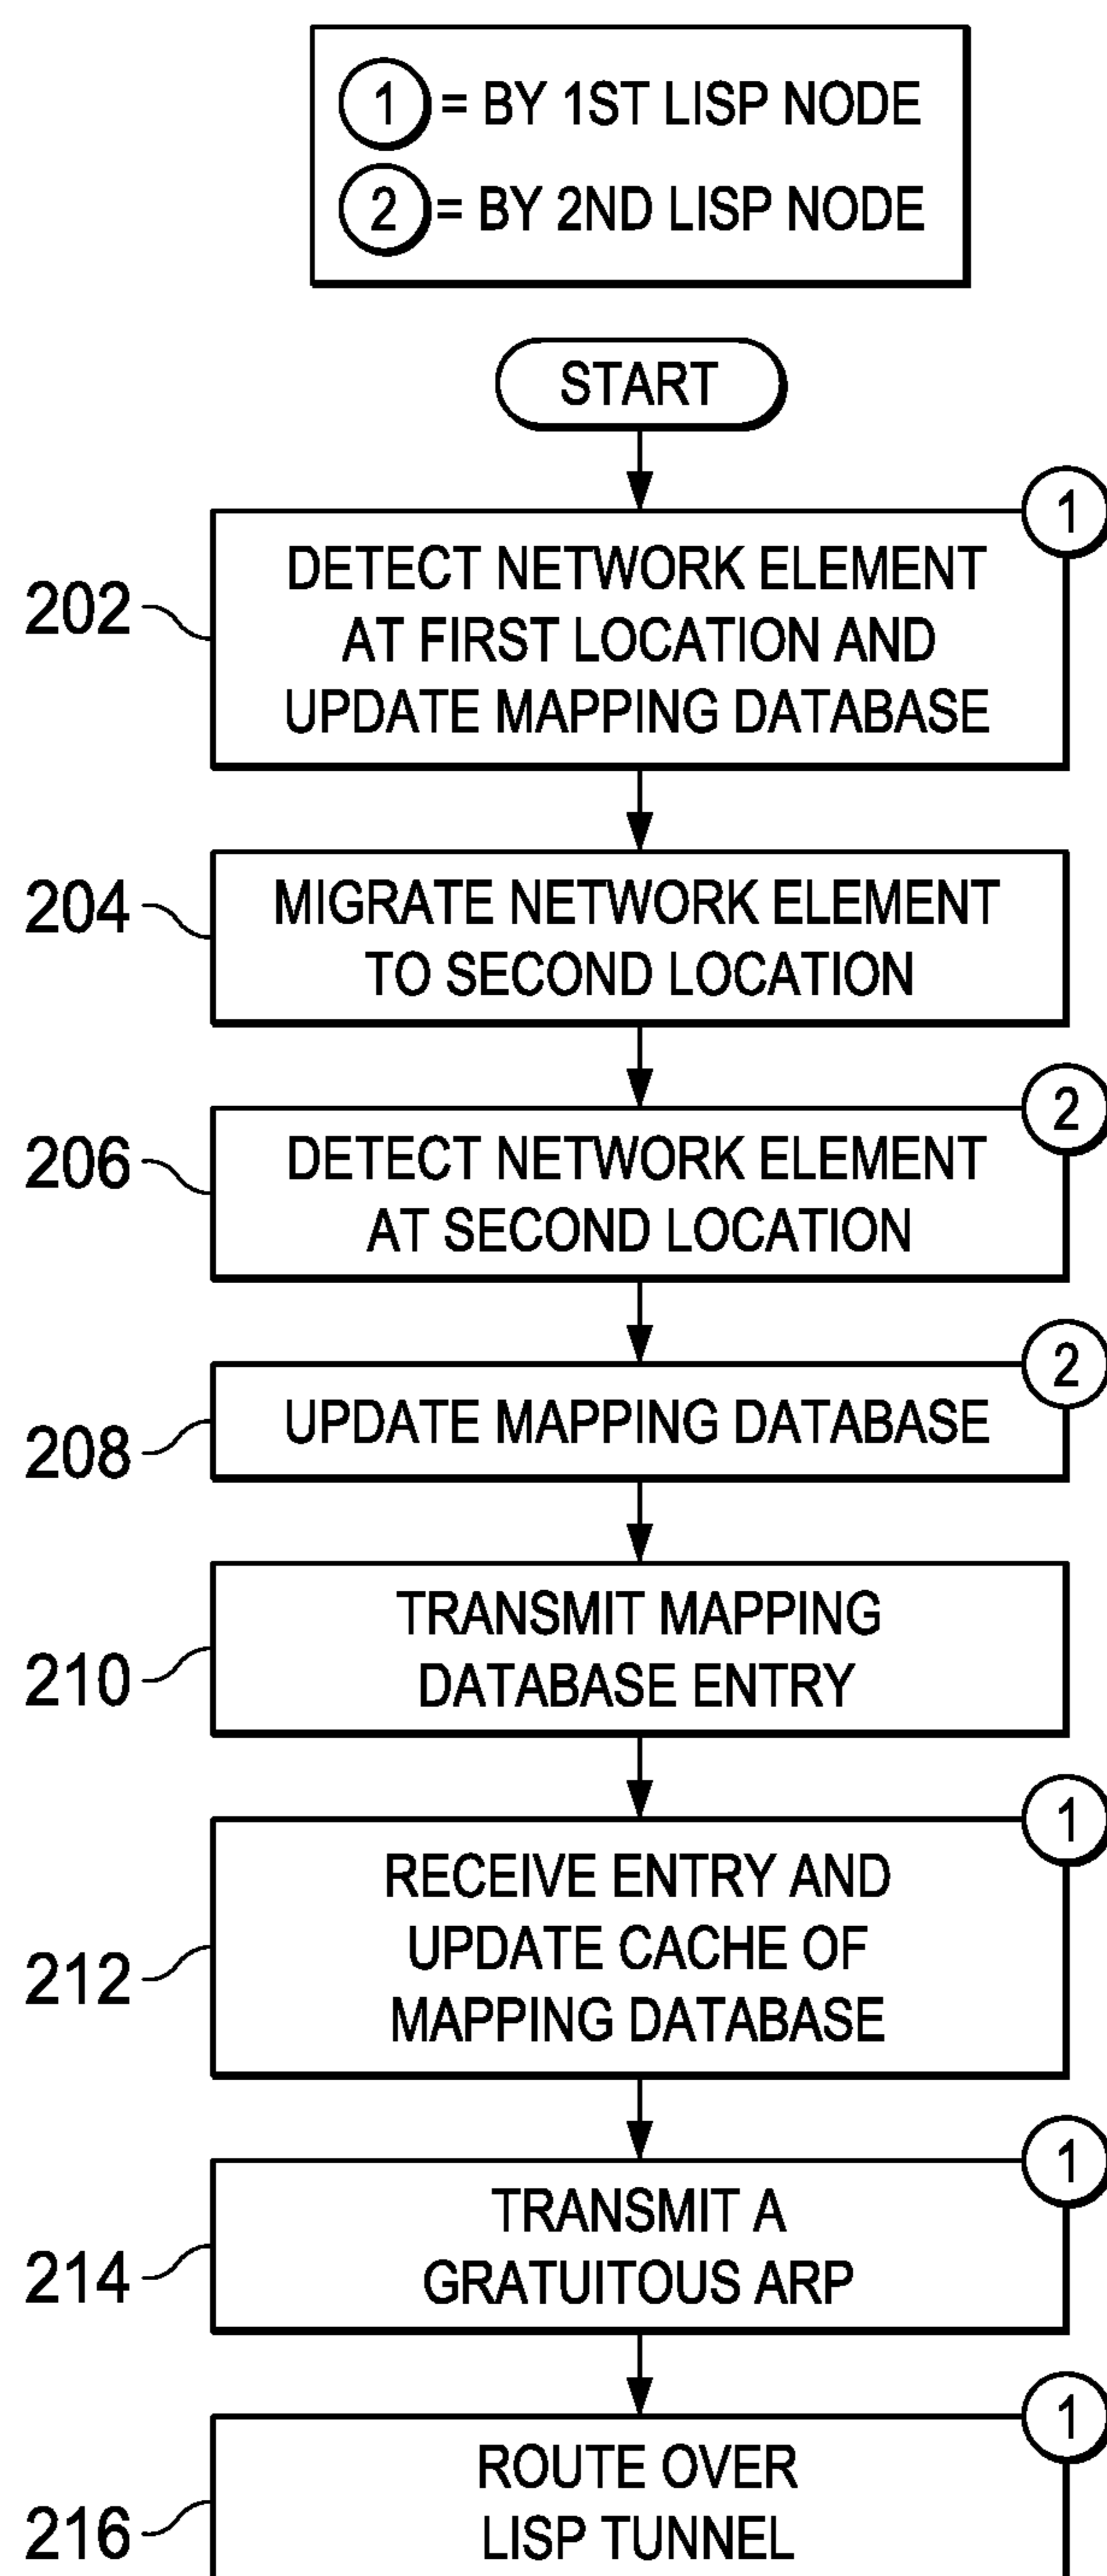 1 = BY 1ST LISP NODE
2 = BY 2ND LISP NODE
START
1
202
DETECT NETWORK ELEMENT
AT FIRST LOCATION AND
UPDATE MAPPING DATABASE
204
MIGRATE NETWORK ELEMENT
TO SECOND LOCATION
2
206
DETECT NETWORK ELEMENT
AT SECOND LOCATION
2
208
UPDATE MAPPING DATABASE
210
TRANSMIT MAPPING
DATABASE ENTRY
1
212
RECEIVE ENTRY AND
UPDATE CACHE OF
MAPPING DATABASE
1
214
TRANSMIT A
GRATUITOUS ARP
1
216
ROUTE OVER
LISP TUNNEL